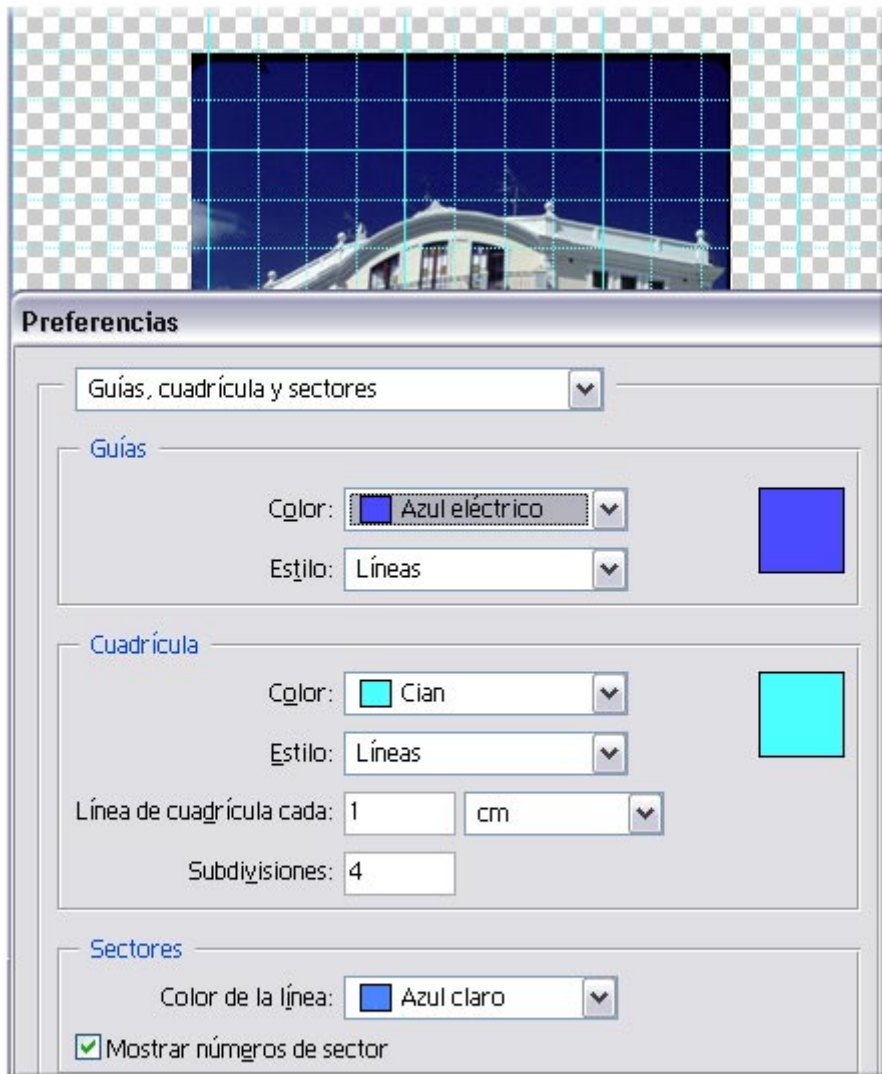 Preferencias
Guías, cuadrícula y sectores
Guías
Color: Azul eléctrico
Estilo: Líneas
Cuadrícula
Color: Cian
Estilo: Líneas
Línea de cuadrícula cada: 1 cm
Subdivisiones: 4
Sectores
Color de la línea: Azul claro
Mostrar números de sector